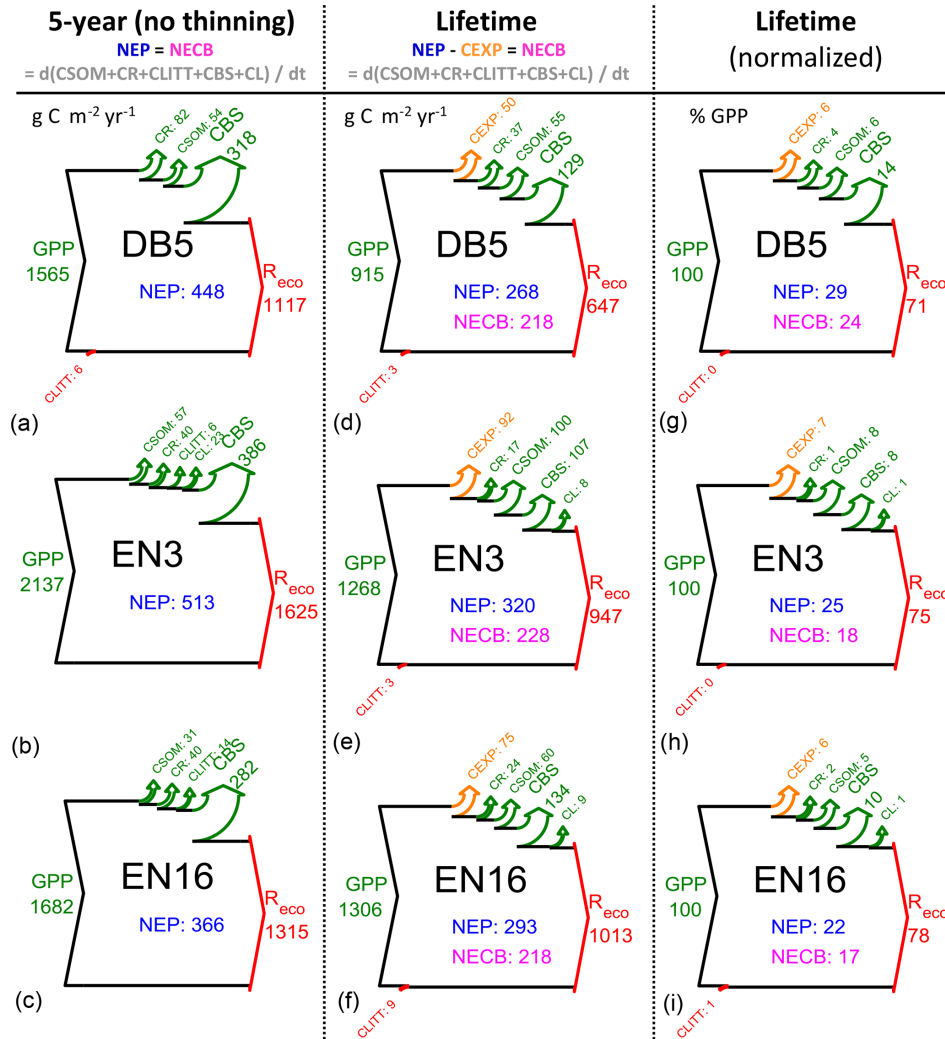 5-year (no thinning)
NEP = NECB
= d(CSOM+CR+CLITT+CBS+CL) / dt
Lifetime
NEP - CEXP = NECB
= d(CSOM+CR+CLITT+CBS+CL) / dt
Lifetime
(normalized)
g C m-2 yr-1
CR: 82
CSOM: 54
CBS
318
GPP
1565
DB5
NEP: 448
Reco
1117
CLITT: 6
(a)
g C m-2 yr-1
CEXP: 50
CR: 37
CSOM: 55
CBS
129
GPP
915
DB5
NEP: 268
NECB: 218
Reco
647
CLITT: 3
(d)
% GPP
CEXP: 6
CR: 4
CSOM: 6
CBS
14
GPP
100
DB5
NEP: 29
NECB: 24
Reco
71
CLITT: 0
(g)
CSOM: 57
CR: 40
CLITT: 6
CL: 23
CBS
386
GPP
2137
EN3
NEP: 513
Reco
1625
(b)
CEXP: 92
CR: 17
CSOM: 100
CBS: 107
CL: 8
GPP
1268
EN3
NEP: 320
NECB: 228
Reco
947
CLITT: 3
(e)
CEXP: 7
CR: 1
CSOM: 8
CBS: 8
CL: 1
GPP
100
EN3
NEP: 25
NECB: 18
Reco
75
CLITT: 0
(h)
CSOM: 31
CR: 40
CLITT: 14
CBS
282
GPP
1682
EN16
NEP: 366
Reco
1315
(c)
CEXP: 75
CR: 24
CSOM: 60
CBS
134
CL: 9
GPP
1306
EN16
NEP: 293
NECB: 218
Reco
1013
CLITT: 9
(f)
CEXP: 6
CR: 2
CSOM: 5
CBS
10
CL: 1
GPP
100
EN16
NEP: 22
NECB: 17
Reco
78
CLITT: 1
(i)